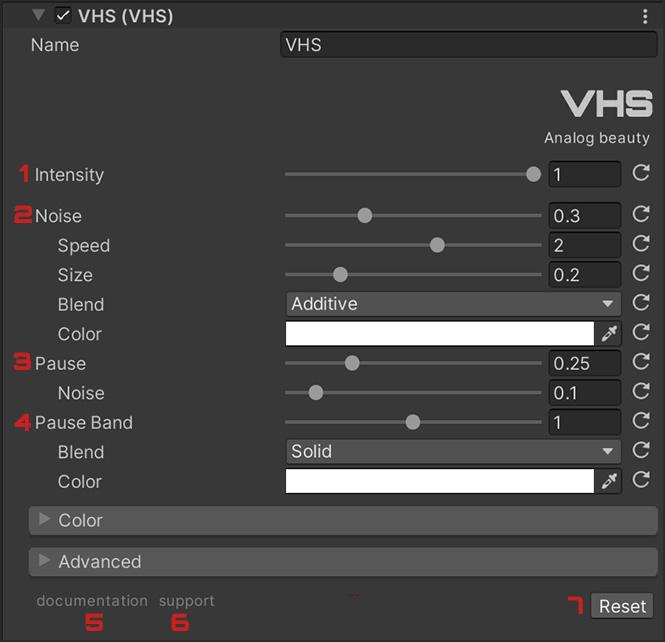 VHS (VHS)
Name VHS
VHS
Analog beauty
1 Intensity 1
2 Noise 0.3
Speed 2
Size 0.2
Blend Additive
Color
3 Pause 0.25
Noise 0.1
4 Pause Band 1
Blend Solid
Color
Color
Advanced
documentation support
5 6 7 Reset